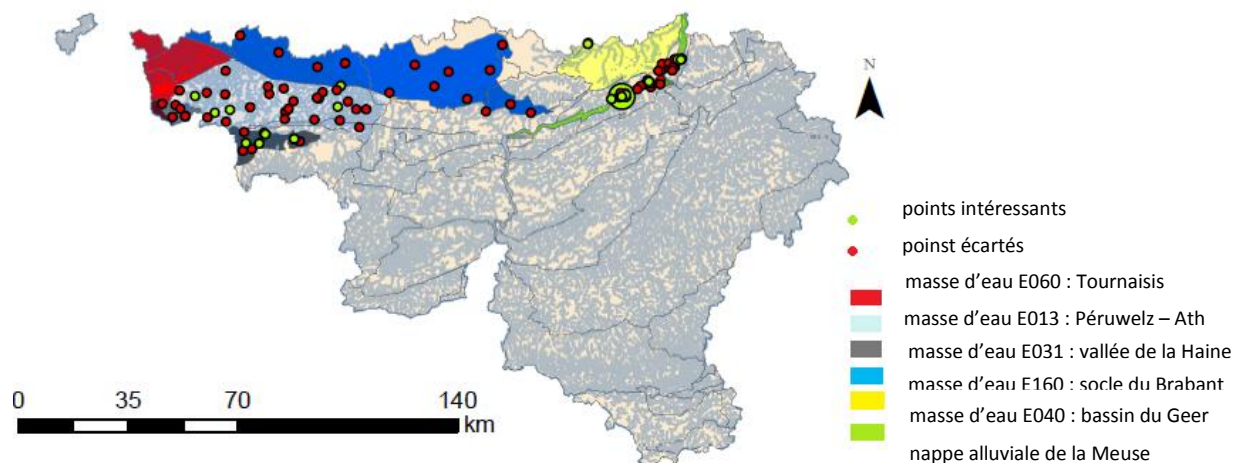 N
points intéressants
poinst écartés
masse d'eau E060 : Tournaisis
masse d'eau E013 : Péruwelz – Ath
masse d'eau E031 : vallée de la Haine
masse d'eau E160 : socle du Brabant
masse d'eau E040 : bassin du Geer
nappe alluviale de la Meuse
0 35 70 140
km